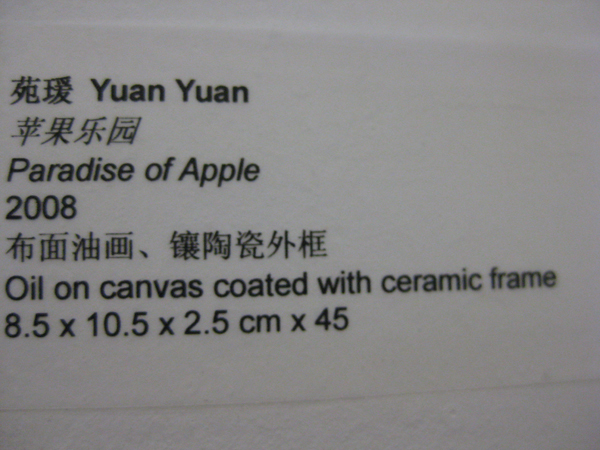 苑瑗 Yuan Yuan
苹果乐园
Paradise of Apple
2008
布面油画、镶陶瓷外框
Oil on canvas coated with ceramic frame
8.5 x 10.5 x 2.5 cm x 45